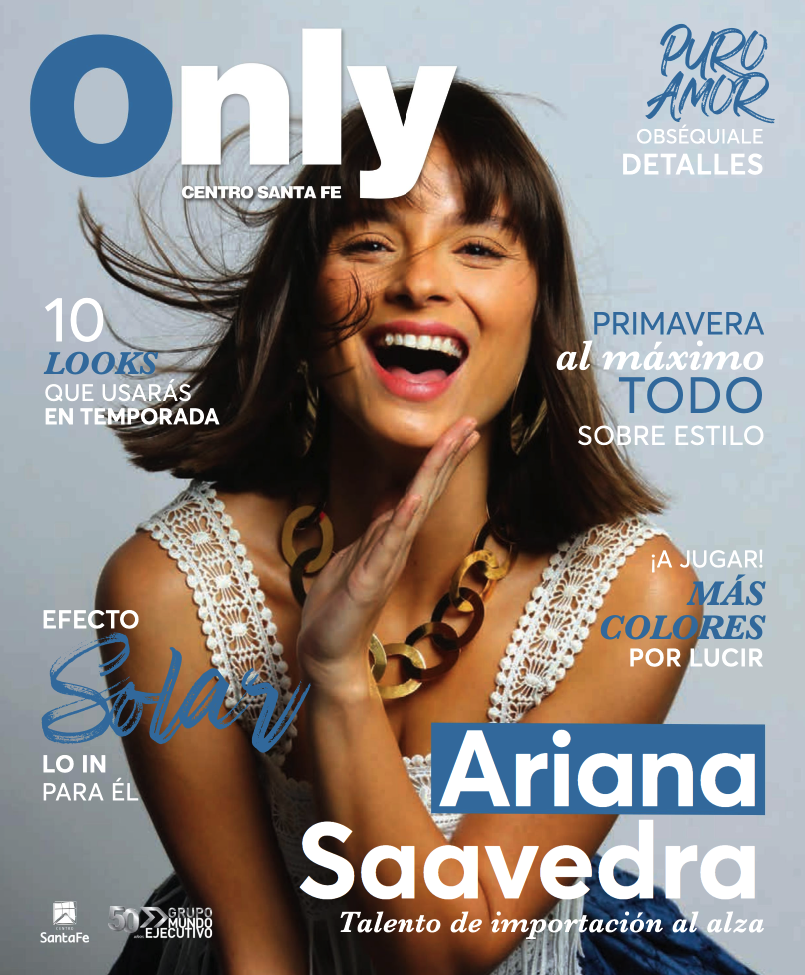 Only
CENTRO SANTA FE
PURO
AMOR
OBSÉQUIALE
DETALLES
10
LOOKS
QUE USARÁS
EN TEMPORADA
PRIMAVERA
al máximo
TODO
SOBRE ESTILO
¡A JUGAR!
MÁS
COLORES
POR LUCIR
EFECTO
Solar
LO IN
PARA ÉL
Ariana
Saavedra
Talento de importación al alza
CENTRO
SantaFe
50 años
GRUPO
MUNDO
EJECUTIVO